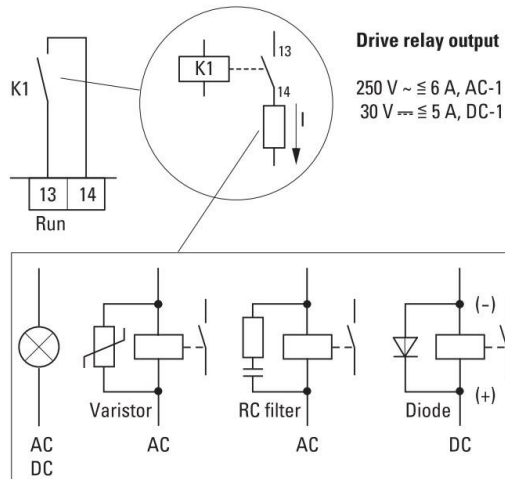 Drive relay output
250 V ~ ≦ 6 A, AC-1
30 V ⎓ ≦ 5 A, DC-1
K1
K1
13
14
I
13 14
Run
(–)
(+)
Varistor
RC filter
Diode
AC
DC
AC
AC
DC